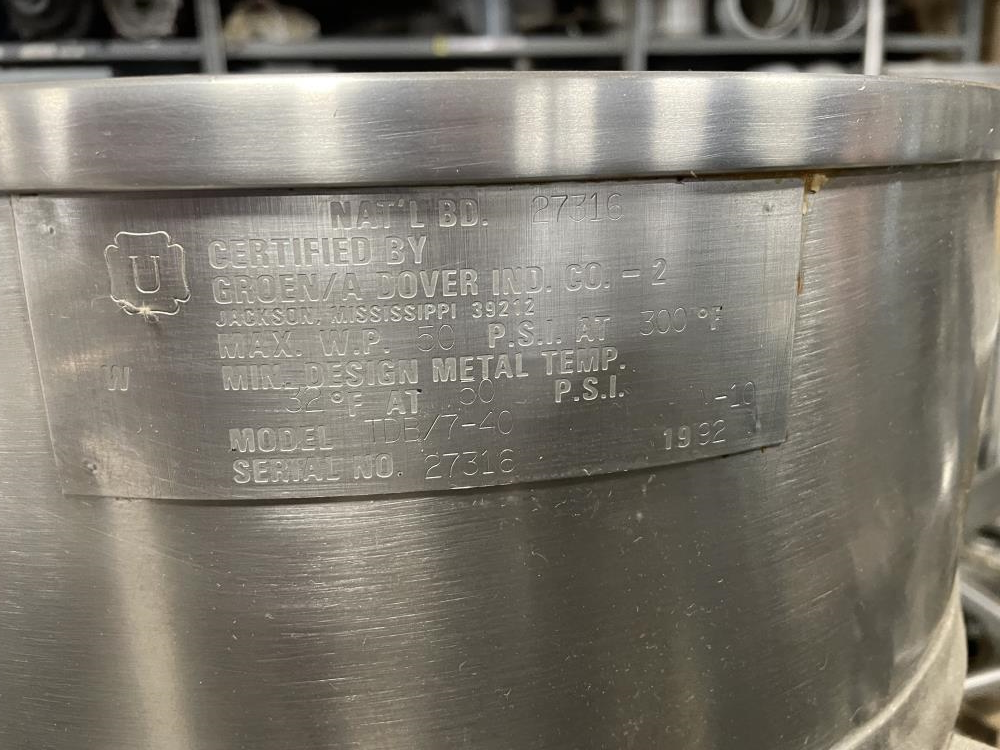 NAT'L BD. 27316
U
CERTIFIED BY
GROEN/A DOVER IND. CO. - 2
JACKSON, MISSISSIPPI 39212
MAX. W.P. 50 P.S.I. AT 300 °F
W MIN. DESIGN METAL TEMP.
32 °F AT 50 P.S.I. -10
MODEL TDB/7-40 1992
SERIAL NO. 27316